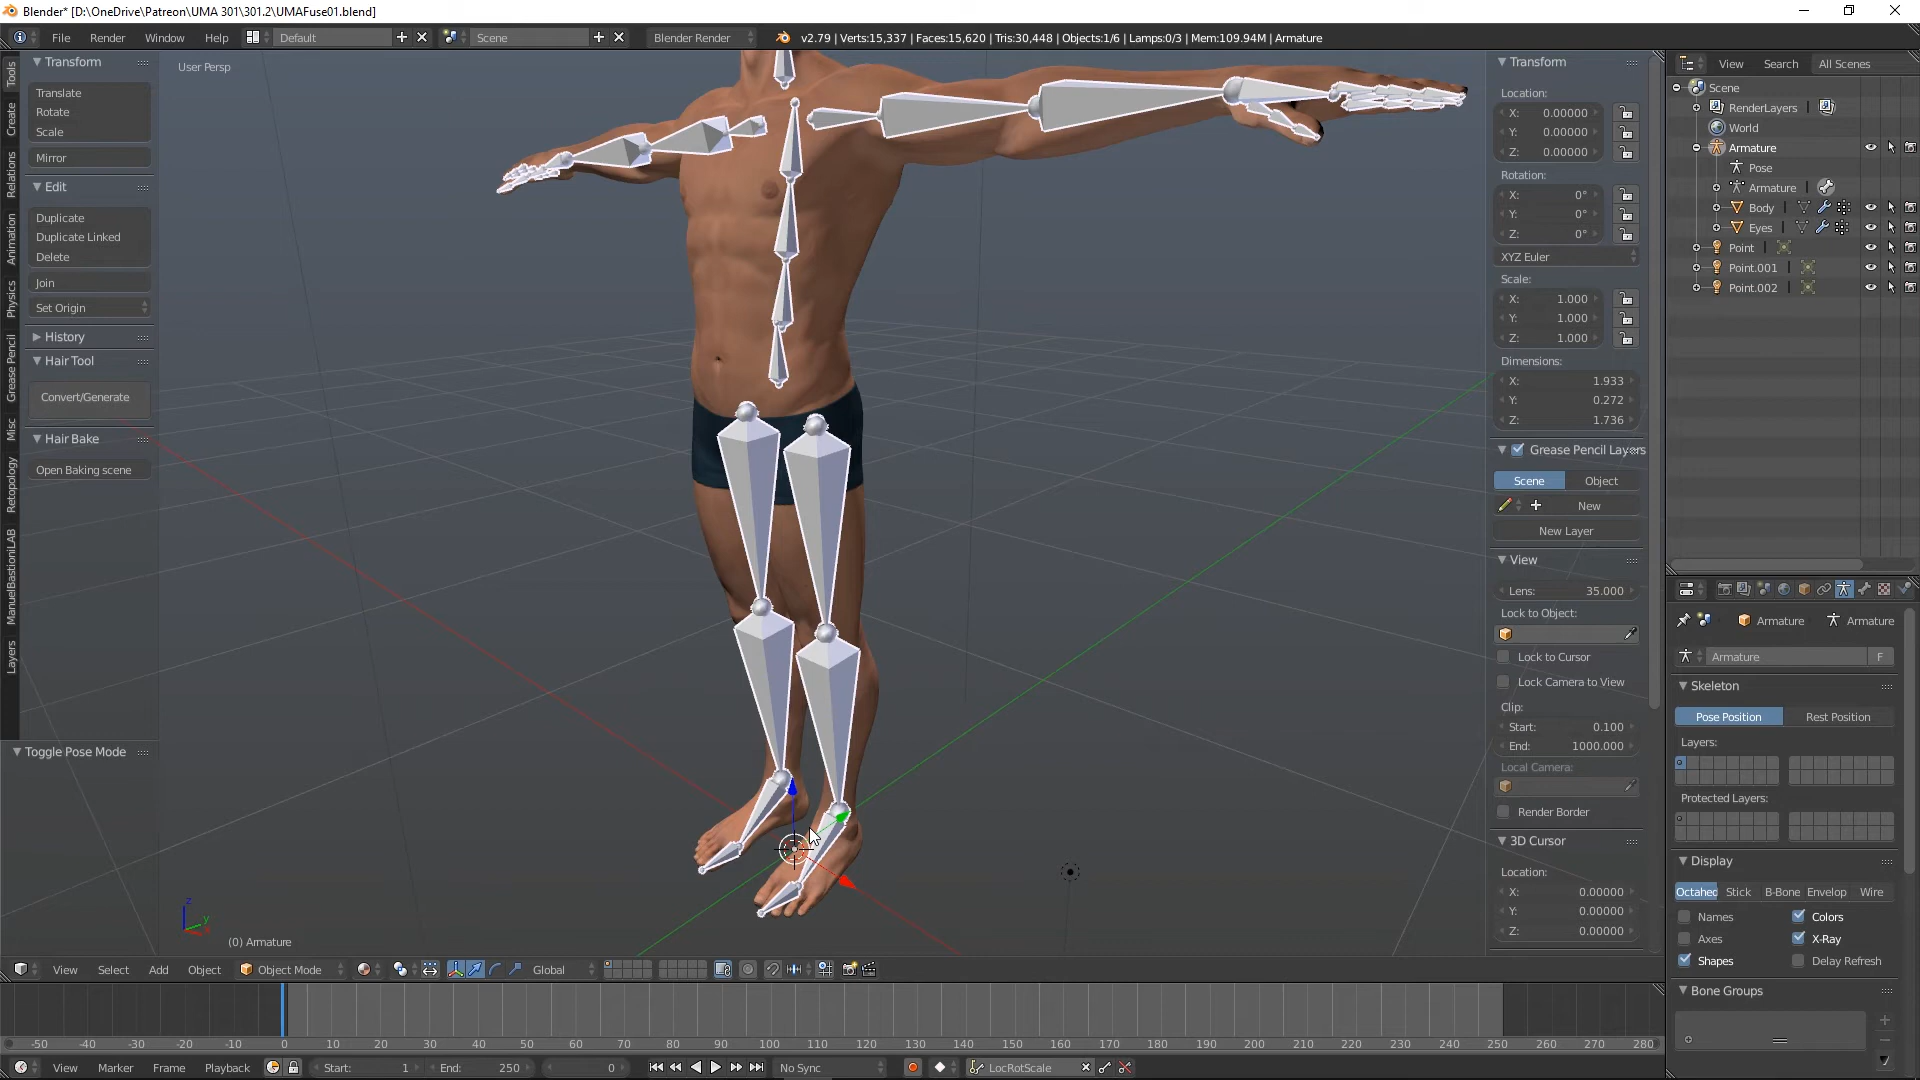 Blender* [D:\OneDrive\Patreon\UMA 301\301.2\UMAFuse01.blend]
File Render Window Help Default Scene Blender Render v2.79 | Verts:15,337 | Faces:15,620 | Tris:30,448 | Objects:1/6 | Lamps:0/3 | Mem:109.94M | Armature
Tools
Create
Relations
Animation
Physics
Grease Pencil
Misc
Retopology
ManuelBastioniLAB
Layers
Transform
Translate
Rotate
Scale
Mirror
Edit
Duplicate
Duplicate Linked
Delete
Join
Set Origin
History
Hair Tool
Convert/Generate
Hair Bake
Open Baking scene
Toggle Pose Mode
User Persp
z
y
x
(0) Armature
Transform
Location:
X: 0.00000
Y: 0.00000
Z: 0.00000
Rotation:
X: 0°
Y: 0°
Z: 0°
XYZ Euler
Scale:
X: 1.000
Y: 1.000
Z: 1.000
Dimensions:
X: 1.933
Y: 0.272
Z: 1.736
Grease Pencil Layers
Scene Object
New
New Layer
View
Lens: 35.000
Lock to Object:
Lock to Cursor
Lock Camera to View
Clip:
Start: 0.100
End: 1000.000
Local Camera:
Render Border
3D Cursor
Location:
X: 0.00000
Y: 0.00000
Z: 0.00000
View Search All Scenes
Scene
RenderLayers
World
Armature
Pose
Armature
Body
Eyes
Point
Point.001
Point.002
Armature Armature
Armature F
Skeleton
Pose Position Rest Position
Layers:
Protected Layers:
Display
Octahed Stick B-Bone Envelop Wire
Names Colors
Axes X-Ray
Shapes Delay Refresh
Bone Groups
View Select Add Object Object Mode Global
-50 -40 -30 -20 -10 0 10 20 30 40 50 60 70 80 90 100 110 120 130 140 150 160 170 180 190 200 210 220 230 240 250 260 270 280
View Marker Frame Playback Start: 1 End: 250 0 No Sync LocRotScale